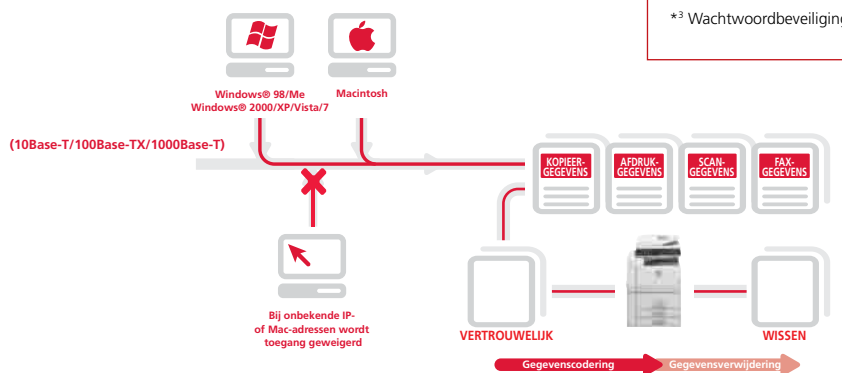 *³ Wachtwoordbeveiliging
Windows® 98/Me
Windows® 2000/XP/Vista/7
Macintosh
(10Base-T/100Base-TX/1000Base-T)
KOPIEER-
GEGEVENS
AFDRUK-
GEGEVENS
SCAN-
GEGEVENS
FAX-
GEGEVENS
Bij onbekende IP-
of Mac-adressen wordt
toegang geweigerd
VERTROUWELIJK
WISSEN
Gegevenscodering
Gegevensverwijdering